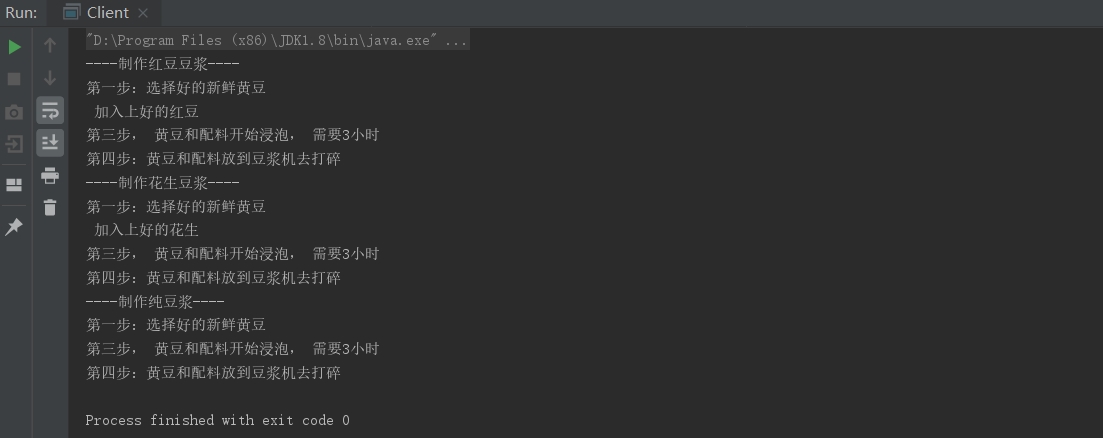 Run: Client
"D:\Program Files (x86)\JDK1.8\bin\java.exe" ...
----制作红豆豆浆----
第一步：选择好的新鲜黄豆
 加入上好的红豆
第三步， 黄豆和配料开始浸泡， 需要3小时
第四步：黄豆和配料放到豆浆机去打碎
----制作花生豆浆----
第一步：选择好的新鲜黄豆
 加入上好的花生
第三步， 黄豆和配料开始浸泡， 需要3小时
第四步：黄豆和配料放到豆浆机去打碎
----制作纯豆浆----
第一步：选择好的新鲜黄豆
第三步， 黄豆和配料开始浸泡， 需要3小时
第四步：黄豆和配料放到豆浆机去打碎
Process finished with exit code 0